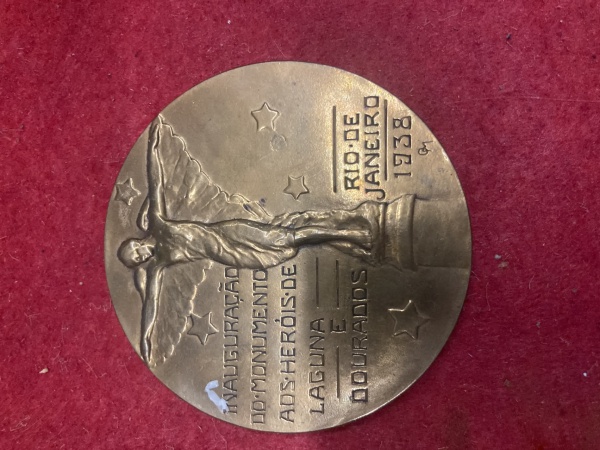 INAUGURAÇÃO
DO·MONUMENTO
AOS·HERÓIS·DE
LAGUNA
E
DOURADOS
RIO·DE
JANEIRO
1938